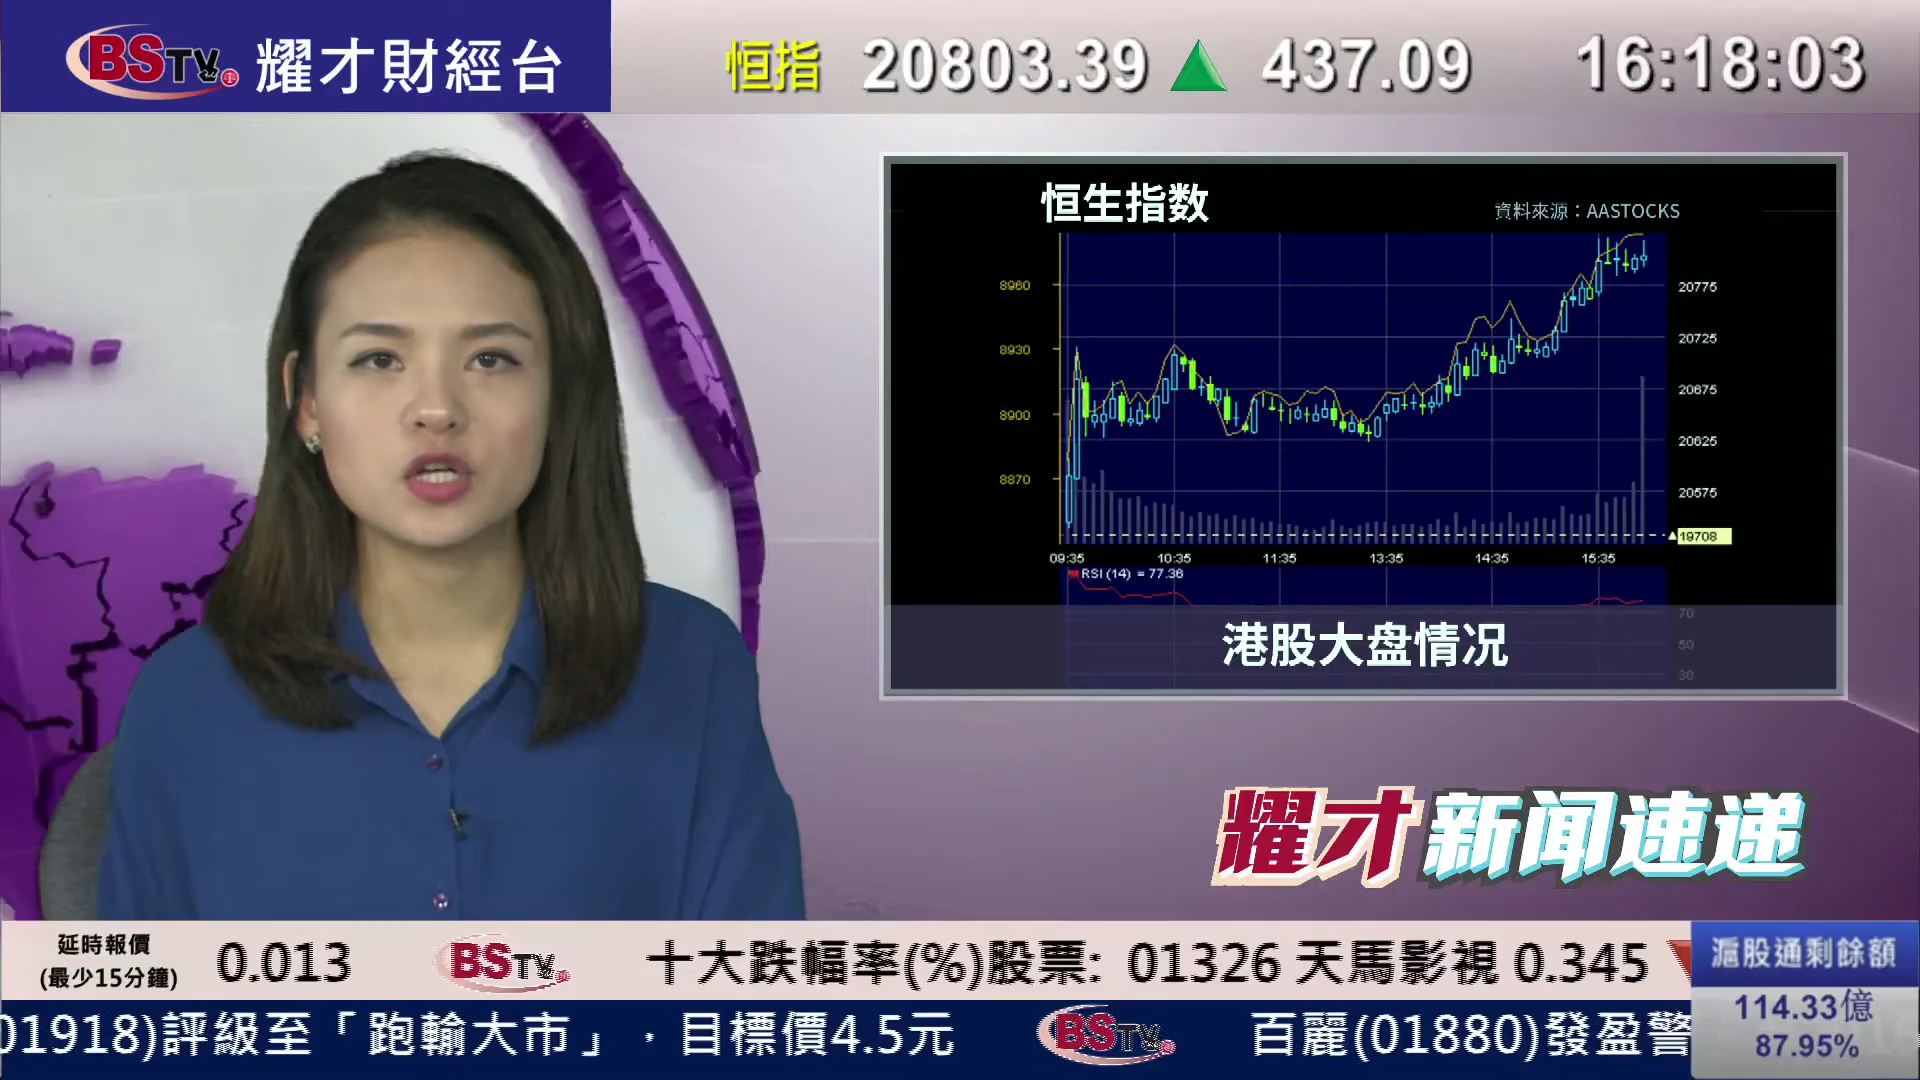 BSTV 耀才財經台
恒指 20803.39 ▲ 437.09 16:18:03
恒生指数
資料來源：AASTOCKS
8960
8930
8900
8870
20775
20725
20675
20625
20575
19708
09:35 10:35 11:35 13:35 14:35 15:35
RSI (14) = 77.36
70
50
30
港股大盘情况
耀才新闻速递
延時報價
(最少15分鐘)
0.013 BSTV 十大跌幅率(%)股票: 01326 天馬影視 0.345
滬股通剩餘額
114.33億
87.95%
01918)評級至「跑輸大市」，目標價4.5元 BSTV 百麗(01880)發盈警